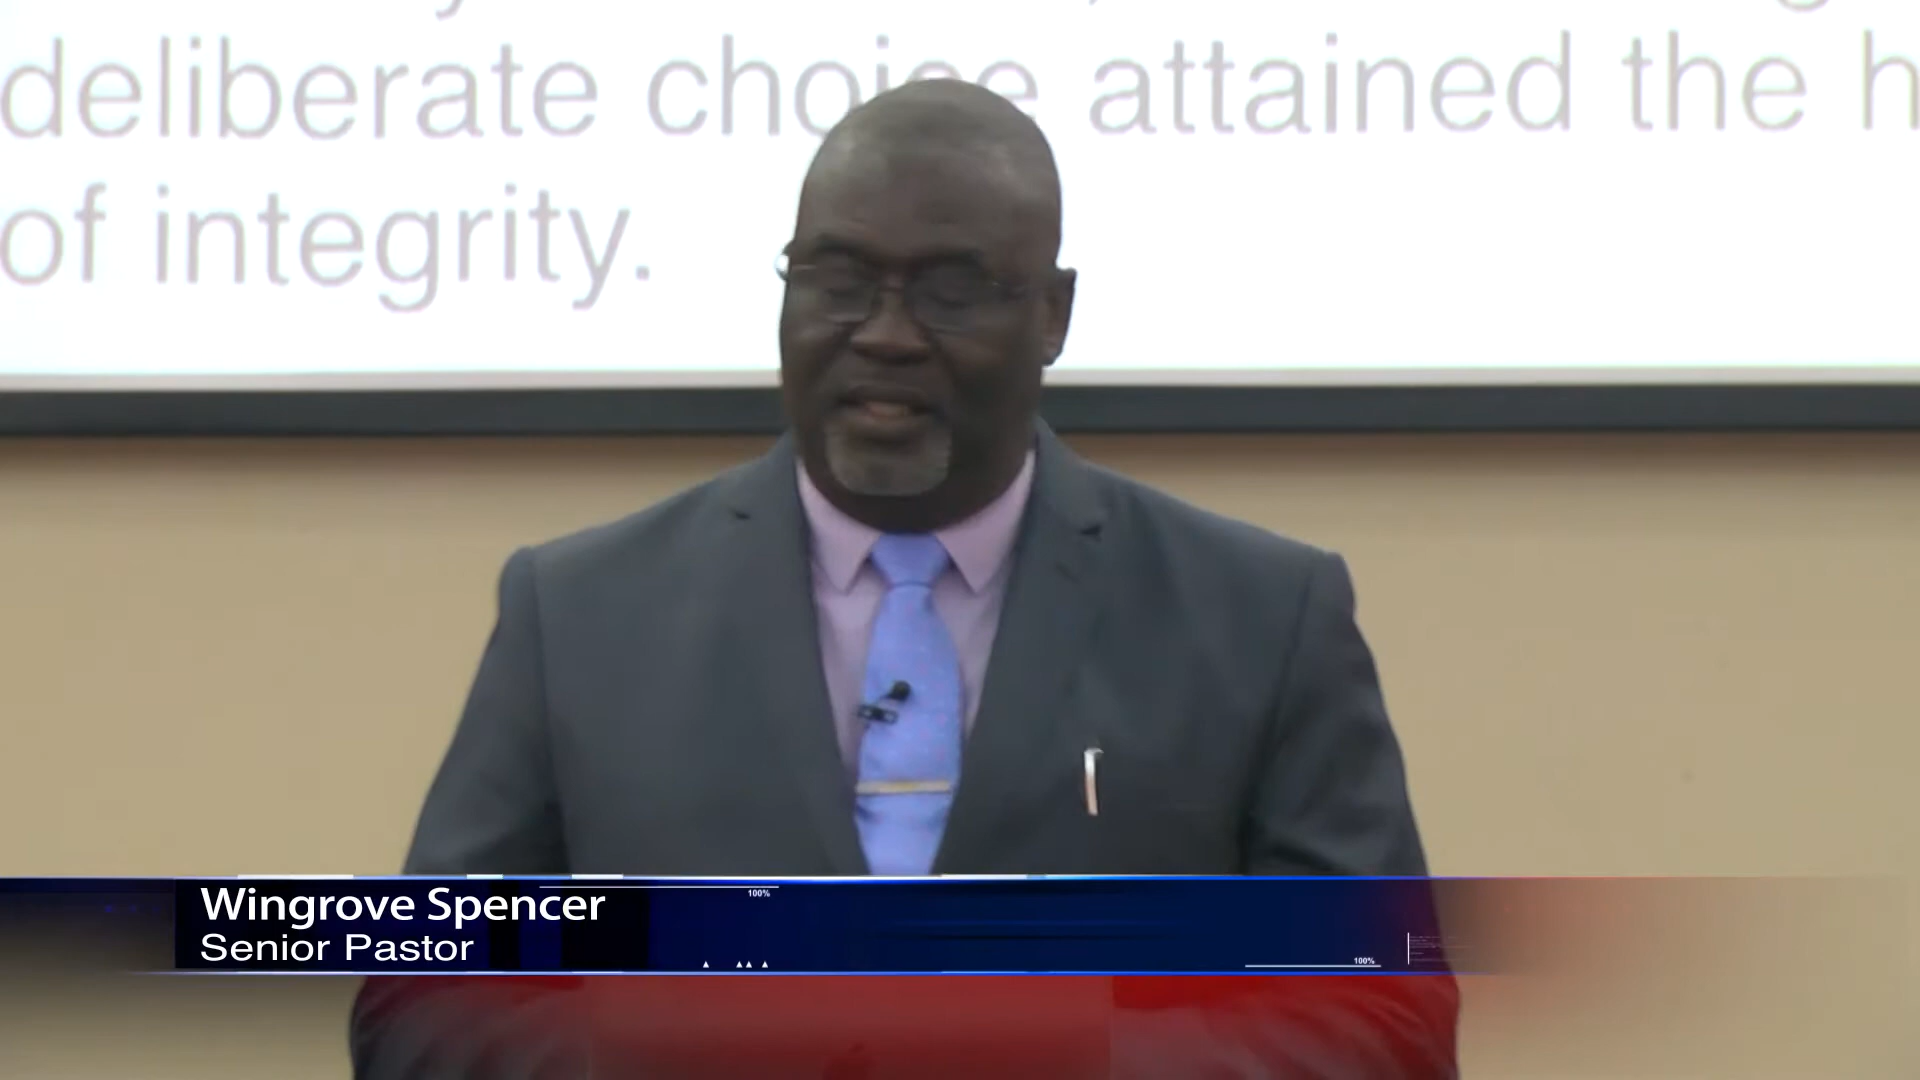 deliberate choice attained the h
of integrity.
Wingrove Spencer
100%
Senior Pastor
100%